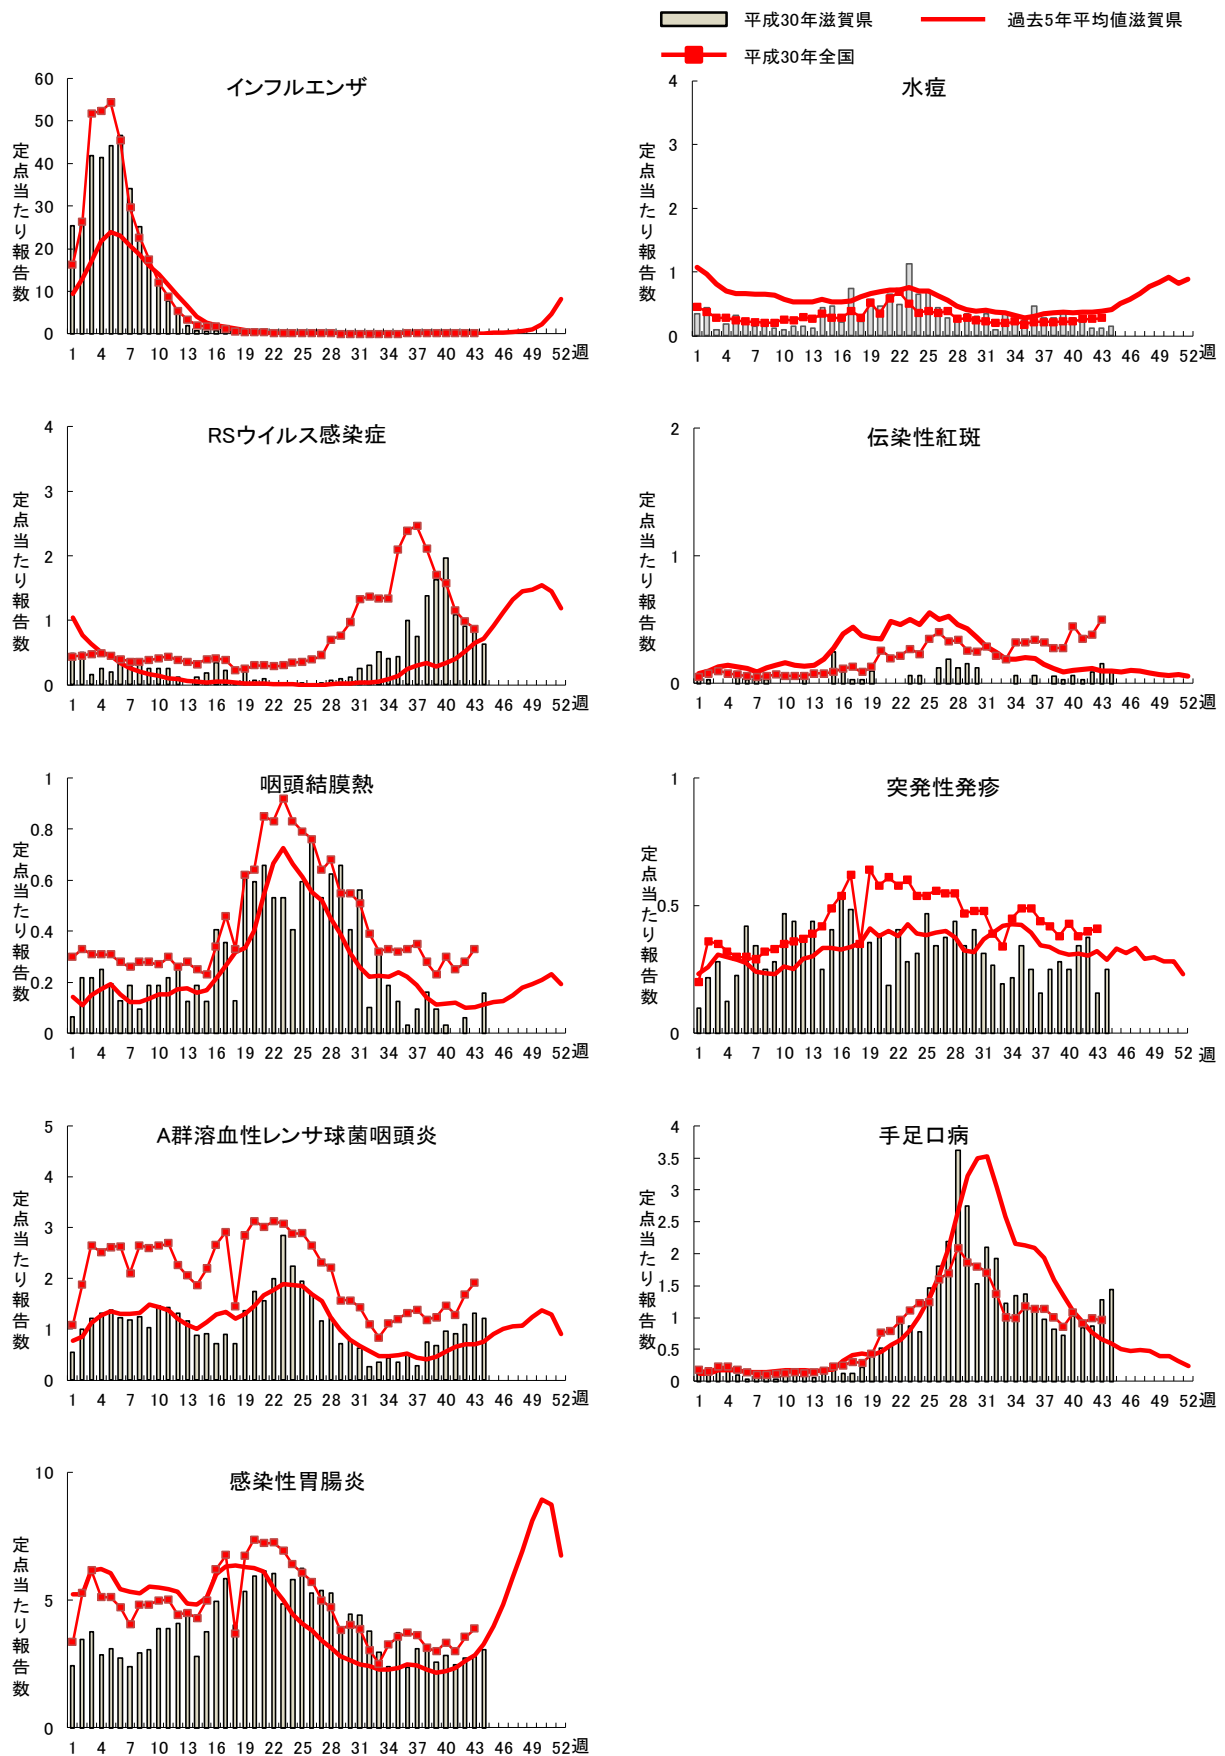 平成30年滋賀県 過去5年平均値滋賀県
平成30年全国
インフルエンザ
定点当たり報告数
60
50
40
30
20
10
0
1 4 7 10 13 16 19 22 25 28 31 34 37 40 43 46 49 52週
水痘
定点当たり報告数
4
3
2
1
0
1 4 7 10 13 16 19 22 25 28 31 34 37 40 43 46 49 52週
RSウイルス感染症
定点当たり報告数
4
3
2
1
0
1 4 7 10 13 16 19 22 25 28 31 34 37 40 43 46 49 52週
伝染性紅斑
定点当たり報告数
2
1
0
1 4 7 10 13 16 19 22 25 28 31 34 37 40 43 46 49 52週
咽頭結膜熱
定点当たり報告数
1
0.8
0.6
0.4
0.2
0
1 4 7 10 13 16 19 22 25 28 31 34 37 40 43 46 49 52週
突発性発疹
定点当たり報告数
1
0.5
0
1 4 7 10 13 16 19 22 25 28 31 34 37 40 43 46 49 52週
A群溶血性レンサ球菌咽頭炎
定点当たり報告数
5
4
3
2
1
0
1 4 7 10 13 16 19 22 25 28 31 34 37 40 43 46 49 52週
手足口病
定点当たり報告数
4
3.5
3
2.5
2
1.5
1
0.5
0
1 4 7 10 13 16 19 22 25 28 31 34 37 40 43 46 49 52週
感染性胃腸炎
定点当たり報告数
10
5
0
1 4 7 10 13 16 19 22 25 28 31 34 37 40 43 46 49 52週